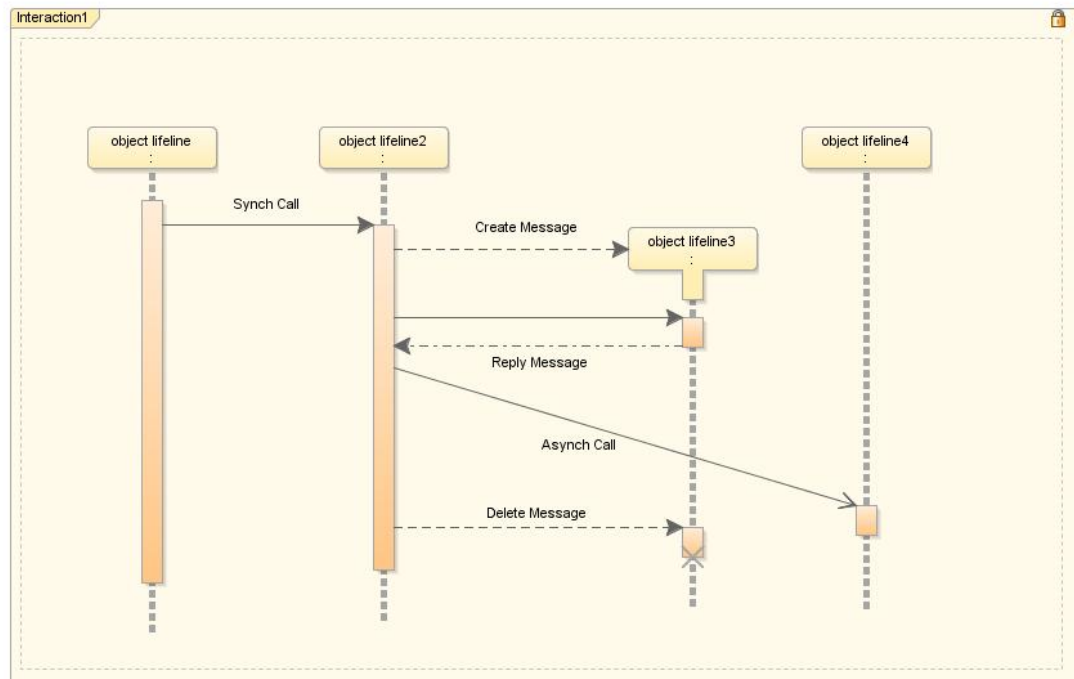 Interaction1
object lifeline
:
object lifeline2
:
object lifeline4
:
Synch Call
Create Message
object lifeline3
:
Reply Message
Asynch Call
Delete Message